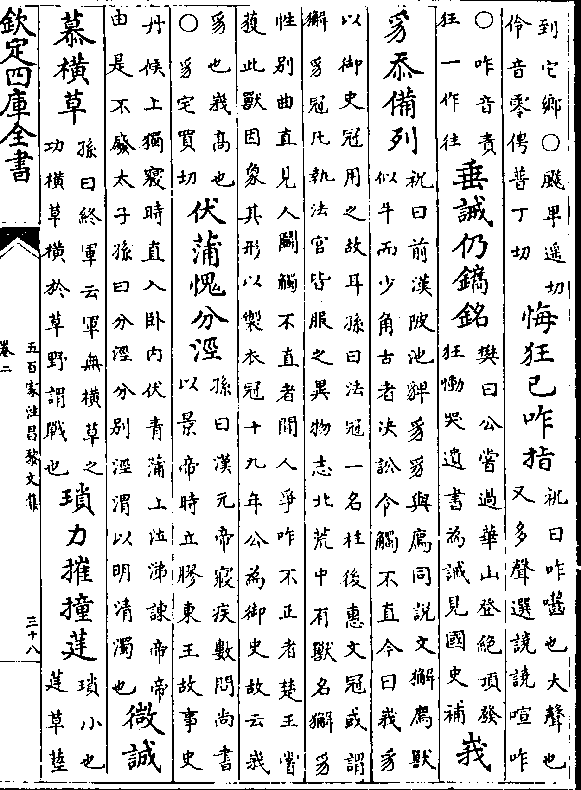 到它鄉○飇卑遥切
伶音零俜普丁切
悔狂已咋指
祝曰咋嚙也大聲也
又多聲選譊譊喧咋
○咋音責
狂一作往
垂誡仍鐫銘
樊曰公嘗過華山登絶頂發
狂慟哭遺書為誡見國史補
峩
豸忝備列
祝曰前漢陂池貏豸豸與廌同説文獬廌獸
似牛而少角古者决訟令觸不直今曰峩豸
以御史冠用之故耳孫曰法冠一名柱後惠文冠或謂
獬豸冠凡執法官皆服之異物志北荒中有獸名獬豸
性别曲直見人鬬觸不直者聞人爭咋不正者楚王嘗
獲此獸因象其形以製衣冠十九年公為御史故云峩
豸也峩高也
○豸宅買切
伏蒲愧分涇
孫曰漢元帝寢疾數問尚書
以景帝時立膠東王故事史
丹候上獨寢時直入卧内伏青蒲上泣涕諫帝帝
由是不廢太子孫曰分涇分别涇渭以明清濁也
微誠
慕横草
孫曰終軍云軍無横草之
功横草横於草野謂戰也
瑣力摧撞莛
瑣小也
莛草莖
欽定四庫全書
五百家注昌黎文集
卷二
三十八